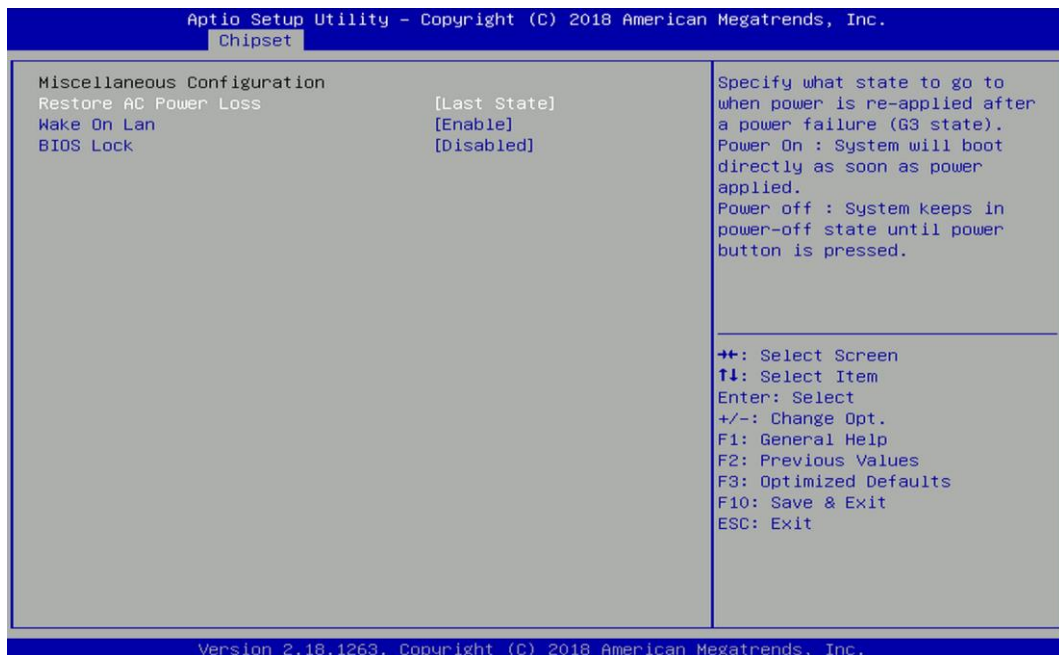 Aptio Setup Utility – Copyright (C) 2018 American Megatrends, Inc.
Chipset
Miscellaneous Configuration
Restore AC Power Loss [Last State]
Wake On Lan [Enable]
BIOS Lock [Disabled]
Specify what state to go to
when power is re-applied after
a power failure (G3 state).
Power On : System will boot
directly as soon as power
applied.
Power off : System keeps in
power-off state until power
button is pressed.
→←: Select Screen
↑↓: Select Item
Enter: Select
+/-: Change Opt.
F1: General Help
F2: Previous Values
F3: Optimized Defaults
F10: Save & Exit
ESC: Exit
Version 2.18.1263. Copyright (C) 2018 American Megatrends, Inc.